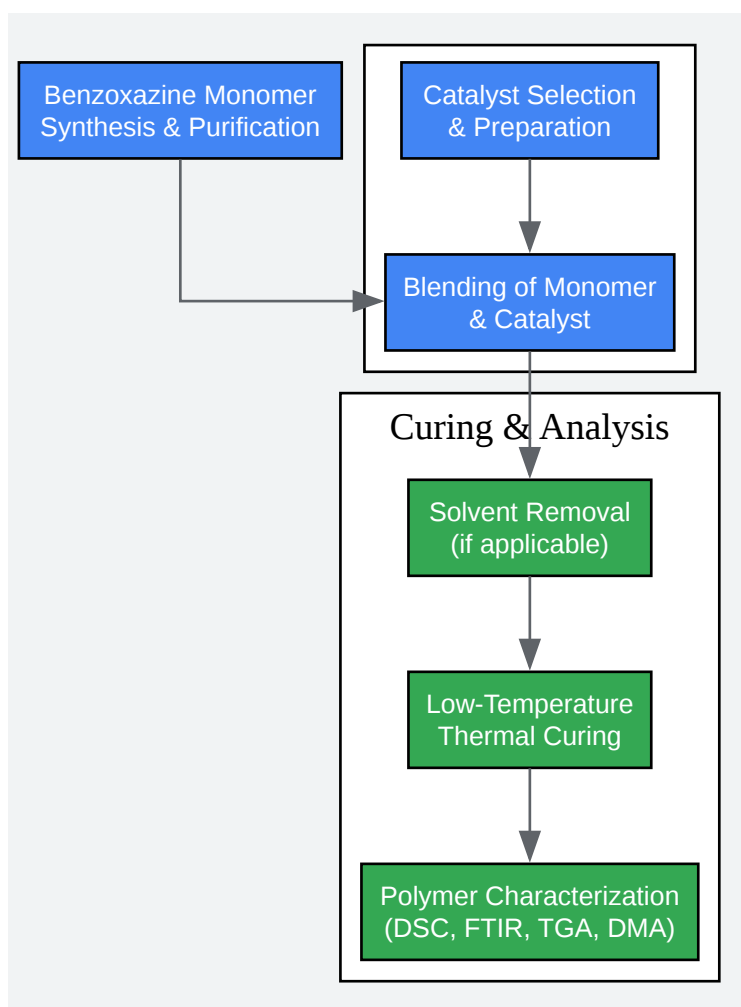 Benzoxazine Monomer
Synthesis & Purification
Catalyst Selection
& Preparation
Blending of Monomer
& Catalyst
Curing & Analysis
Solvent Removal
(if applicable)
Low-Temperature
Thermal Curing
Polymer Characterization
(DSC, FTIR, TGA, DMA)